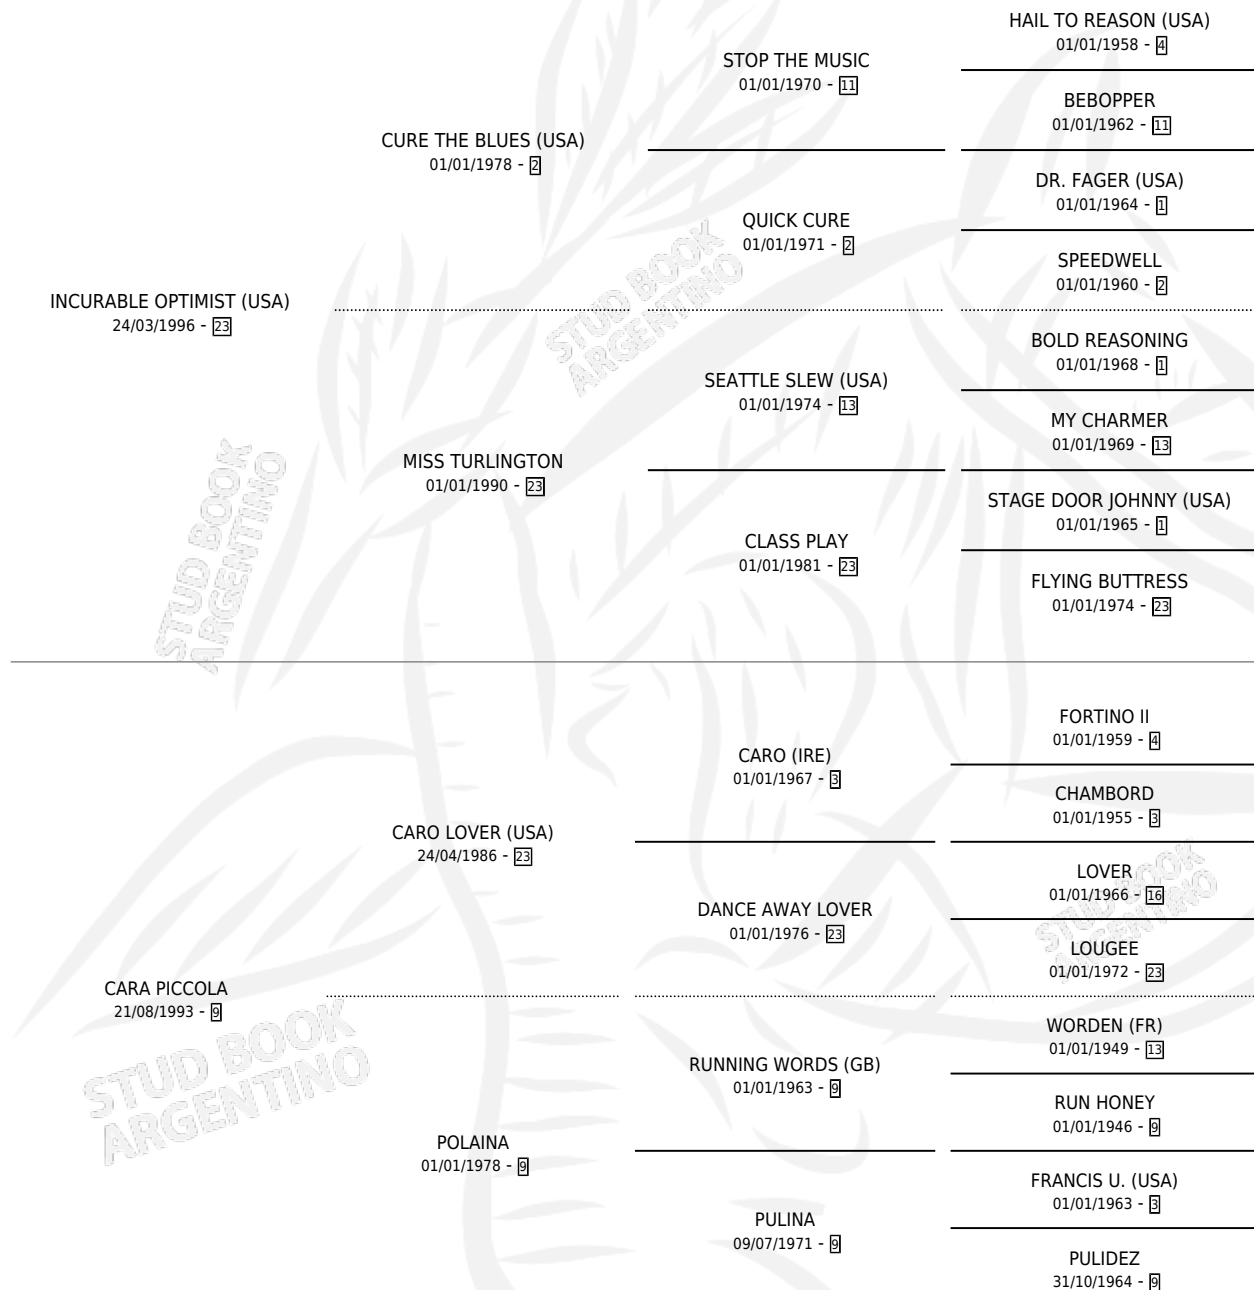 HAIL TO REASON (USA)
01/01/1958 - 4
STOP THE MUSIC
01/01/1970 - 11
BEBOPPER
01/01/1962 - 11
CURE THE BLUES (USA)
01/01/1978 - 2
DR. FAGER (USA)
01/01/1964 - 1
QUICK CURE
01/01/1971 - 2
SPEEDWELL
01/01/1960 - 2
INCURABLE OPTIMIST (USA)
24/03/1996 - 23
STUD BOOK
ARGENTINO
BOLD REASONING
01/01/1968 - 1
SEATTLE SLEW (USA)
01/01/1974 - 13
MY CHARMER
01/01/1969 - 13
MISS TURLINGTON
01/01/1990 - 23
STAGE DOOR JOHNNY (USA)
01/01/1965 - 1
CLASS PLAY
01/01/1981 - 23
FLYING BUTTRESS
01/01/1974 - 23
STUD BOOK
ARGENTINO
FORTINO II
01/01/1959 - 4
CARO (IRE)
01/01/1967 - 3
CHAMBORD
01/01/1955 - 3
CARO LOVER (USA)
24/04/1986 - 23
LOVER
01/01/1966 - 16
DANCE AWAY LOVER
01/01/1976 - 23
LOUGEE
01/01/1972 - 23
STUD BOOK
ARGENTINO
CARA PICCOLA
21/08/1993 - 9
WORDEN (FR)
01/01/1949 - 13
RUNNING WORDS (GB)
01/01/1963 - 9
RUN HONEY
01/01/1946 - 9
STUD BOOK
ARGENTINO
POLAINA
01/01/1978 - 9
FRANCIS U. (USA)
01/01/1963 - 3
PULINA
09/07/1971 - 9
PULIDEZ
31/10/1964 - 9